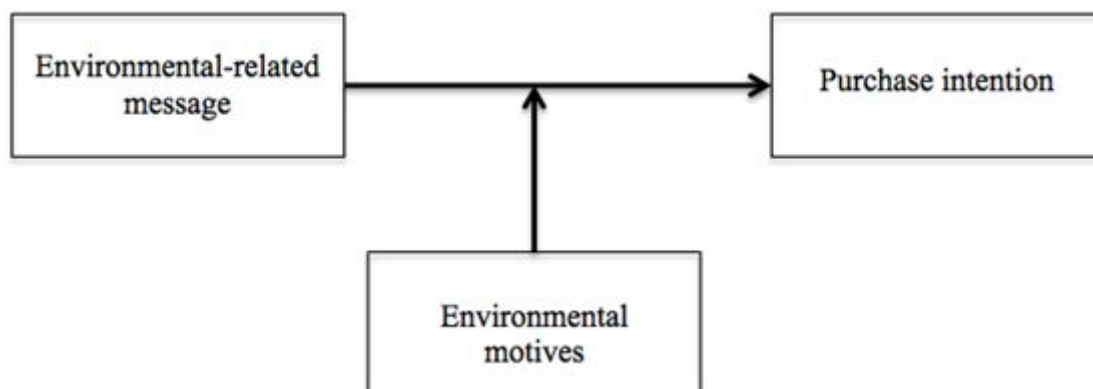 Environmental-related
message
Purchase intention
Environmental
motives